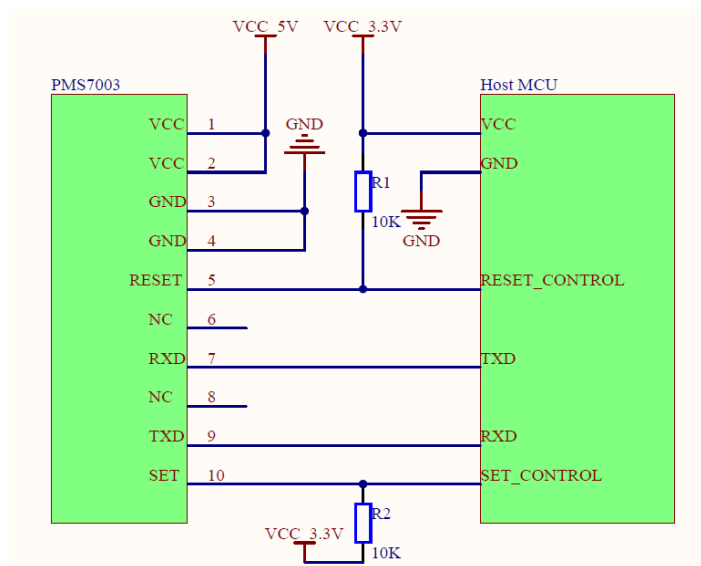 VCC_5V VCC_3.3V
PMS7003 Host MCU
VCC 1 GND VCC
VCC 2 GND
GND 3 R1
10K
GND 4 GND
RESET 5 RESET_CONTROL
NC 6
RXD 7 TXD
NC 8
TXD 9 RXD
SET 10 SET_CONTROL
R2
VCC_3.3V
10K